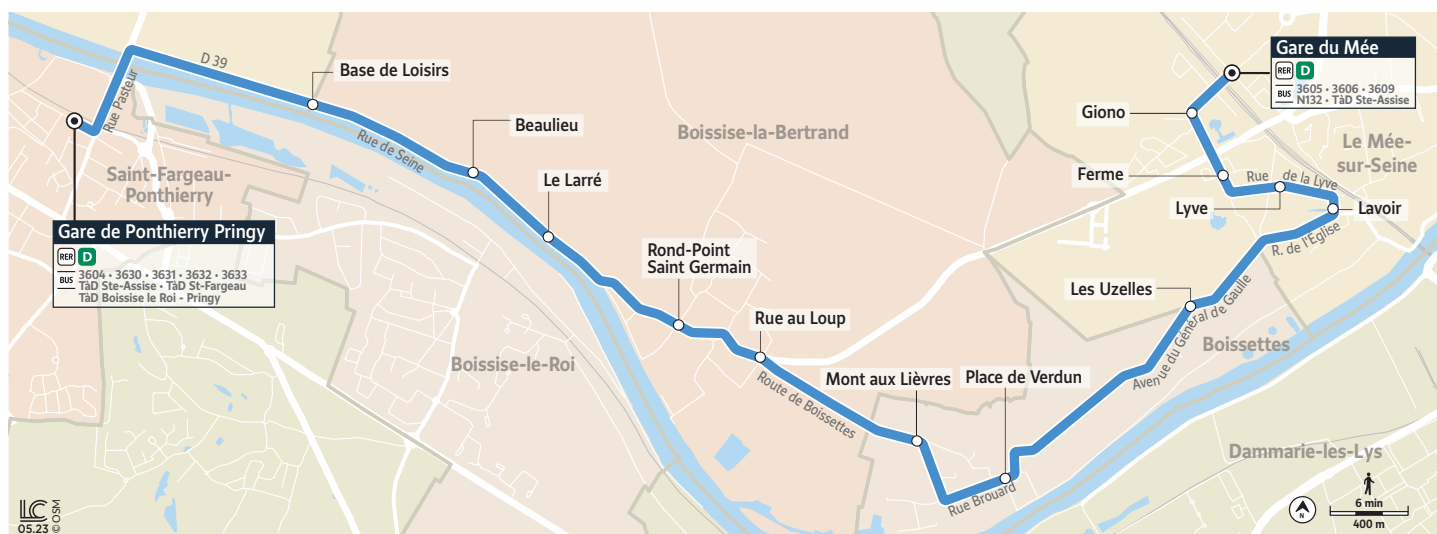 D 39
Base de Loisirs
Rue Pasteur
Beaulieu
Rue de Seine
Le Larré
Saint-Fargeau-
Ponthierry
Gare de Ponthierry Pringy
RER D
BUS
3604 • 3630 • 3631 • 3632 • 3633
TàD Ste-Assise • TàD St-Fargeau
TàD Boissise le Roi - Pringy
Boissise-la-Bertrand
Boissise-le-Roi
Rond-Point
Saint Germain
Rue au Loup
Route de Boissettes
Mont aux Lièvres
Place de Verdun
Rue Brouard
Avenue du Général de Gaulle
Les Uzelles
Boissettes
Gare du Mée
RER D
BUS
3605 • 3606 • 3609
N132 • TàD Ste-Assise
Giono
Le Mée-
sur-Seine
Ferme
Rue de la Lyve
Lyve
Lavoir
R. de l'Eglise
Dammarie-les-Lys
N
6 min
400 m
LC
05.23 © OSM